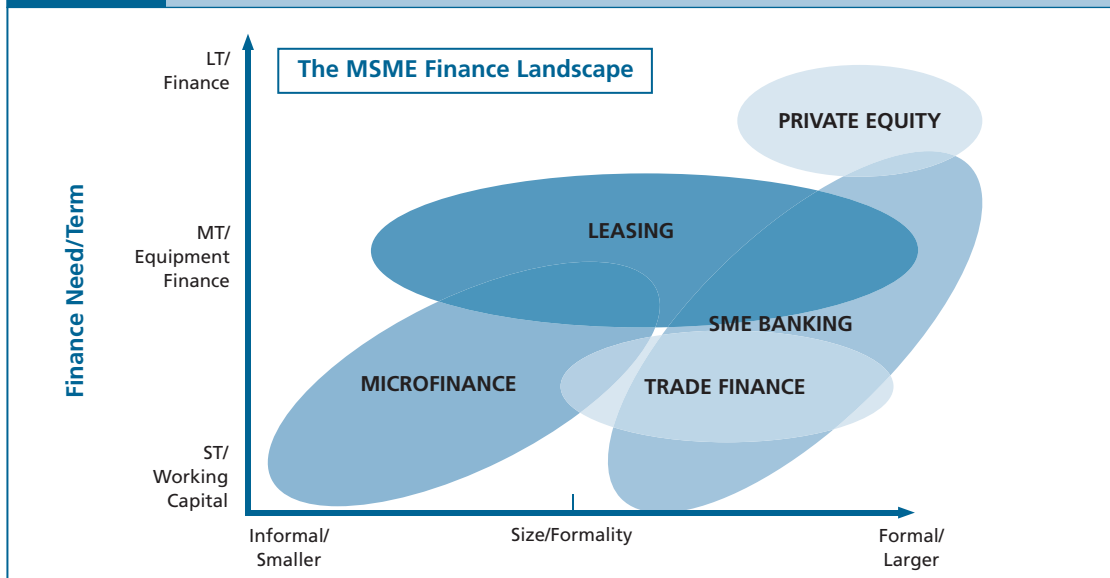 The MSME Finance Landscape
LT/
Finance
PRIVATE EQUITY
Finance Need/Term
MT/
Equipment
Finance
LEASING
SME BANKING
MICROFINANCE
TRADE FINANCE
ST/
Working
Capital
Informal/
Smaller
Size/Formality
Formal/
Larger